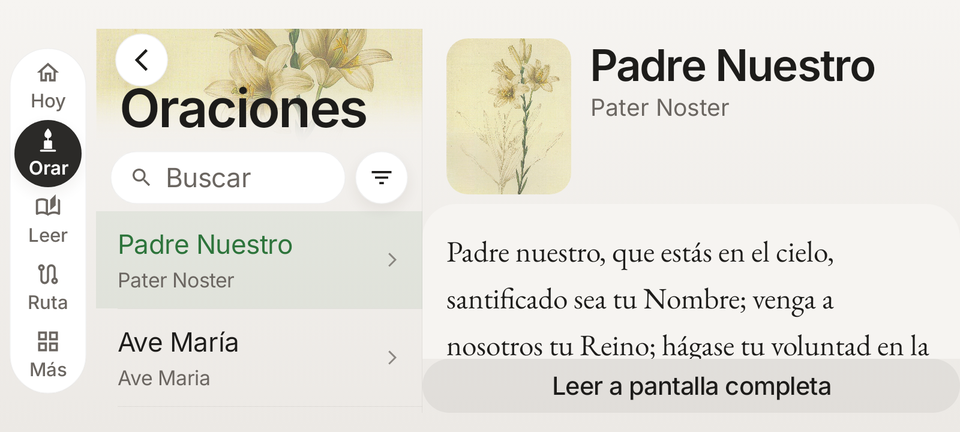 Hoy
Orar
Leer
Ruta
Más
Oraciones
Buscar
Padre Nuestro
Pater Noster
Ave María
Ave Maria
Padre Nuestro
Pater Noster
Padre nuestro, que estás en el cielo,
santificado sea tu Nombre; venga a
nosotros tu Reino; hágase tu voluntad en la
Leer a pantalla completa